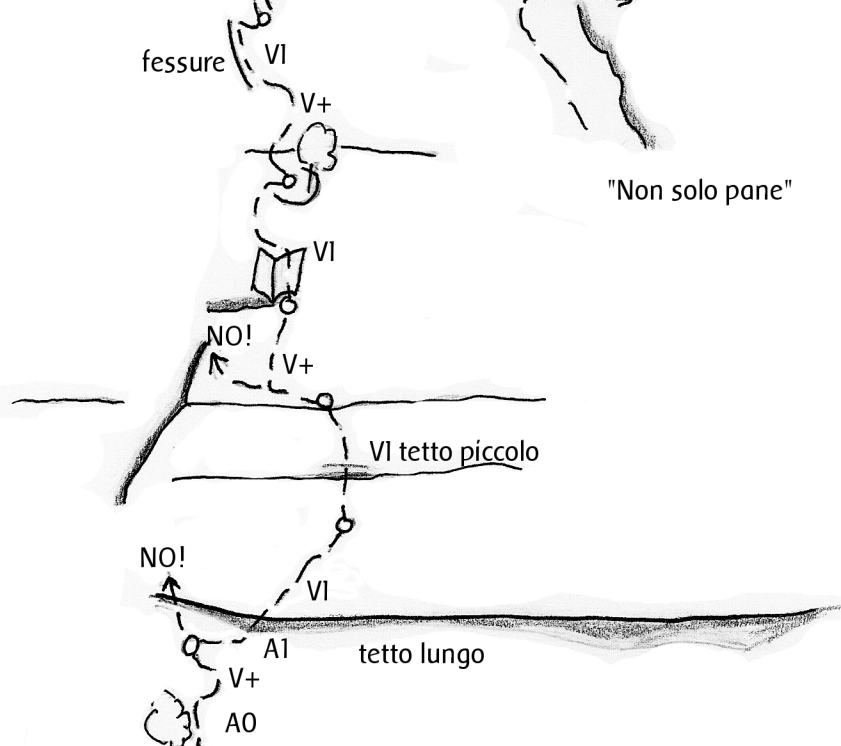 fessure
VI
V+
"Non solo pane"
VI
NO!
V+
VI tetto piccolo
NO!
VI
A1
tetto lungo
V+
A0